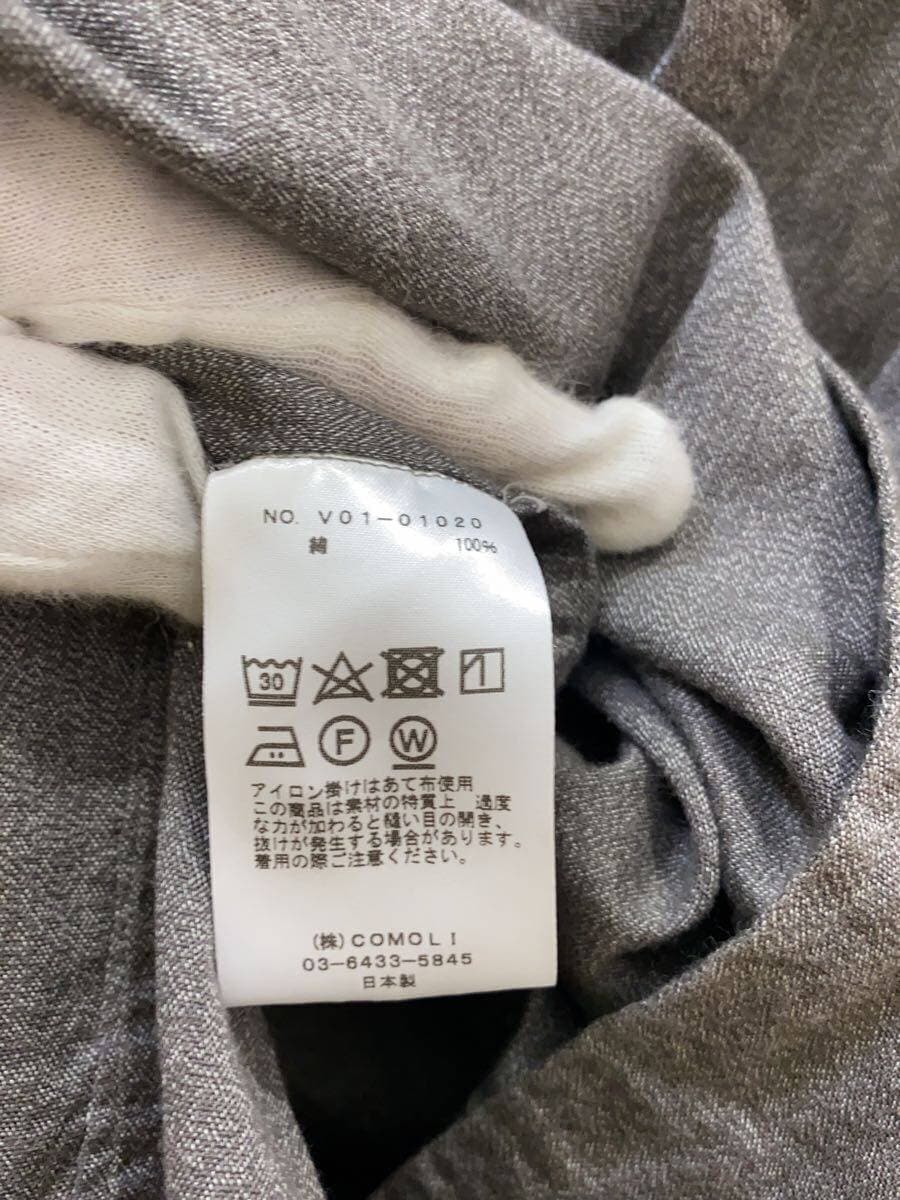 NO. V01-01020
綿 100%
30
F
W
アイロン掛けはあて布使用
この商品は素材の特質上 過度
な力が加わると縫い目の開き、
抜けが発生する場合があります。
着用の際ご注意ください。
(株)COMOLI
03-6433-5845
日本製